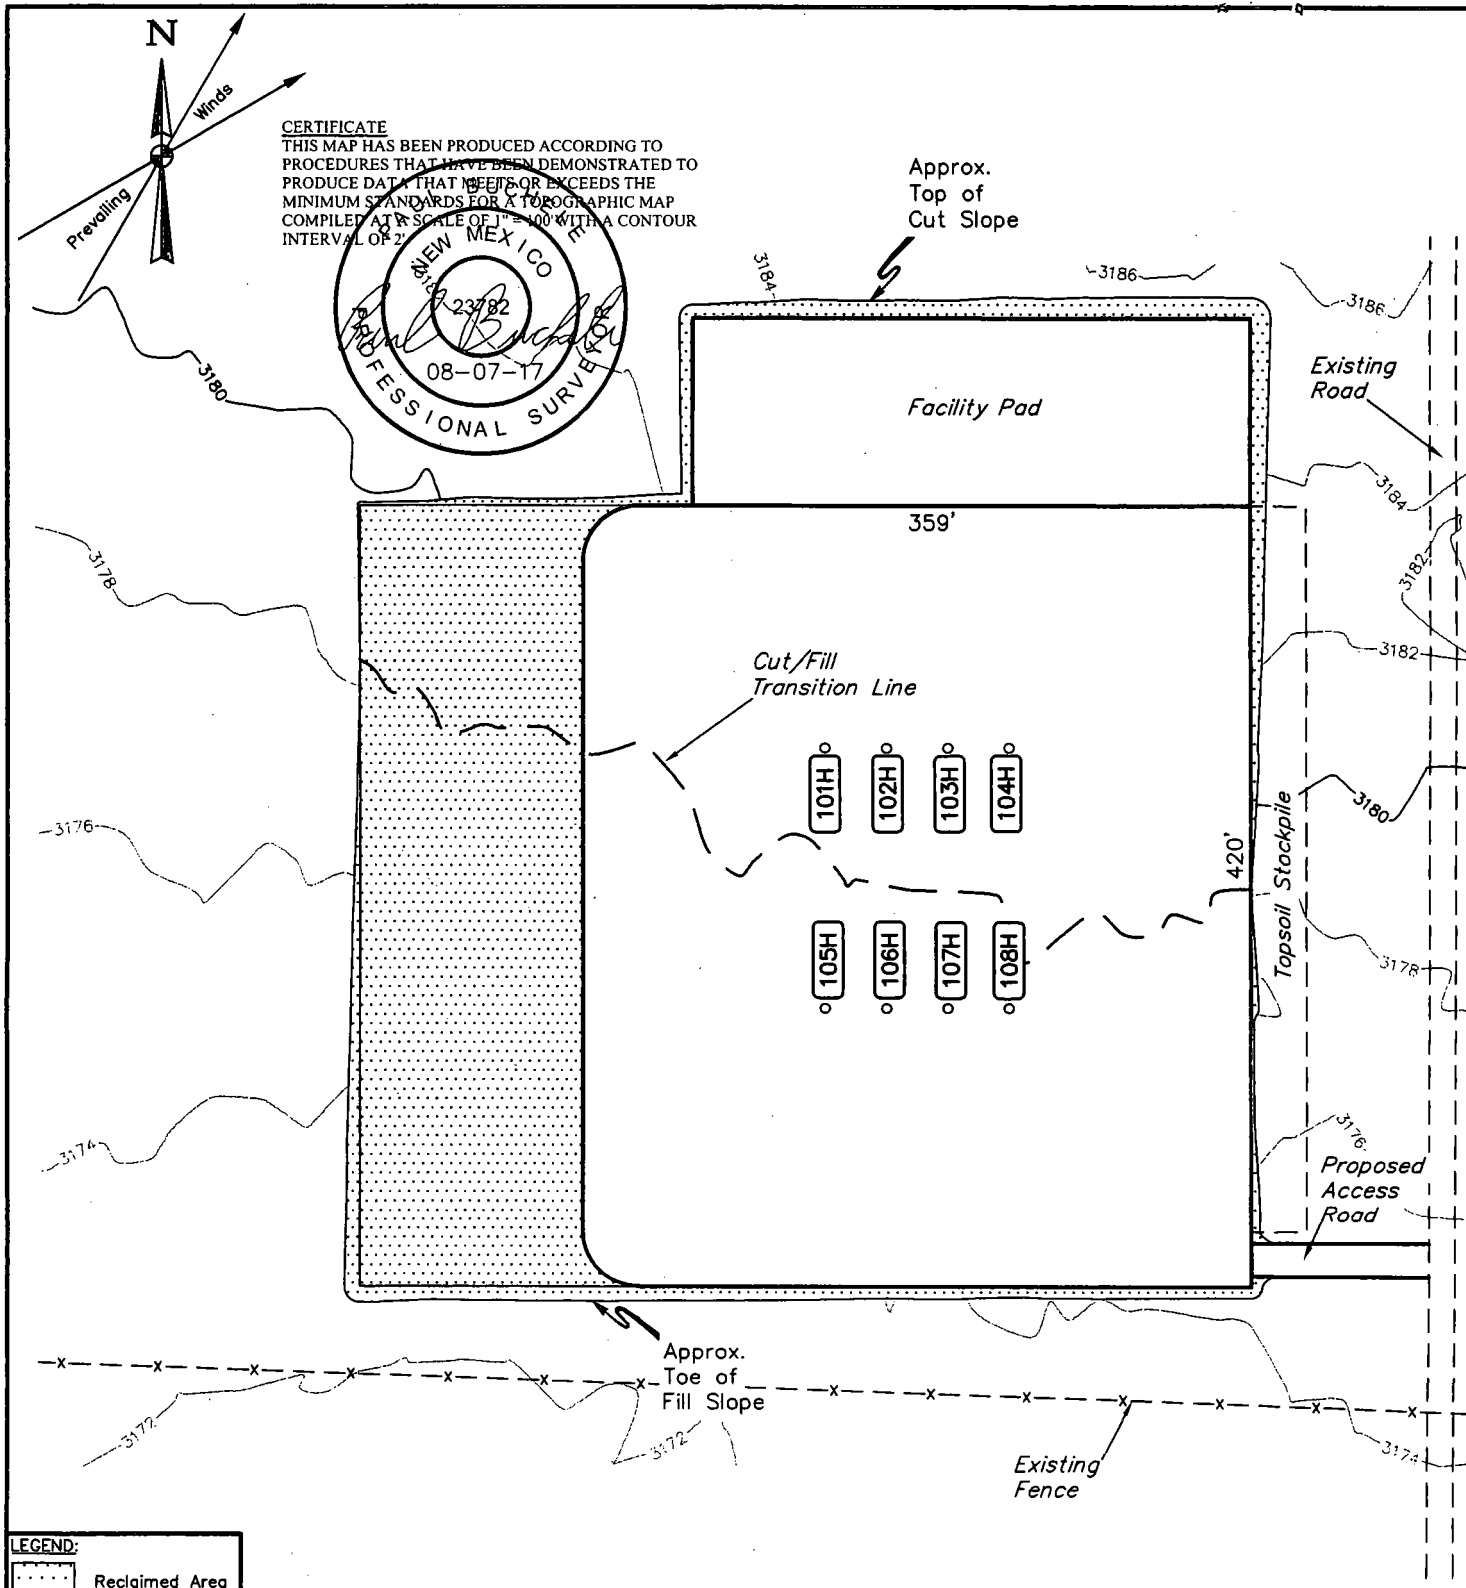 N
Winds
Prevailing
CERTIFICATE
THIS MAP HAS BEEN PRODUCED ACCORDING TO
PROCEDURES THAT HAVE BEEN DEMONSTRATED TO
PRODUCE DATA THAT MEETS OR EXCEEDS THE
MINIMUM STANDARDS FOR A TOPOGRAPHIC MAP
COMPILED AT A SCALE OF 1" = 100' WITH A CONTOUR
INTERVAL OF 2'
NEW MEXICO
23782
08-07-17
PROFESSIONAL SURVEYOR
Approx.
Top of
Cut Slope
3184
3186
3186
Existing
Road
3180
Facility Pad
3184
359'
3178
3182
3182
Cut/Fill
Transition Line
101H
102H
103H
104H
3180
3176
420'
Topsoil Stockpile
105H
106H
107H
108H
3178
3174
3176
Proposed
Access
Road
Approx.
Toe of
Fill Slope
3172
3172
3174
Existing
Fence
LEGEND:
Reclaimed Area